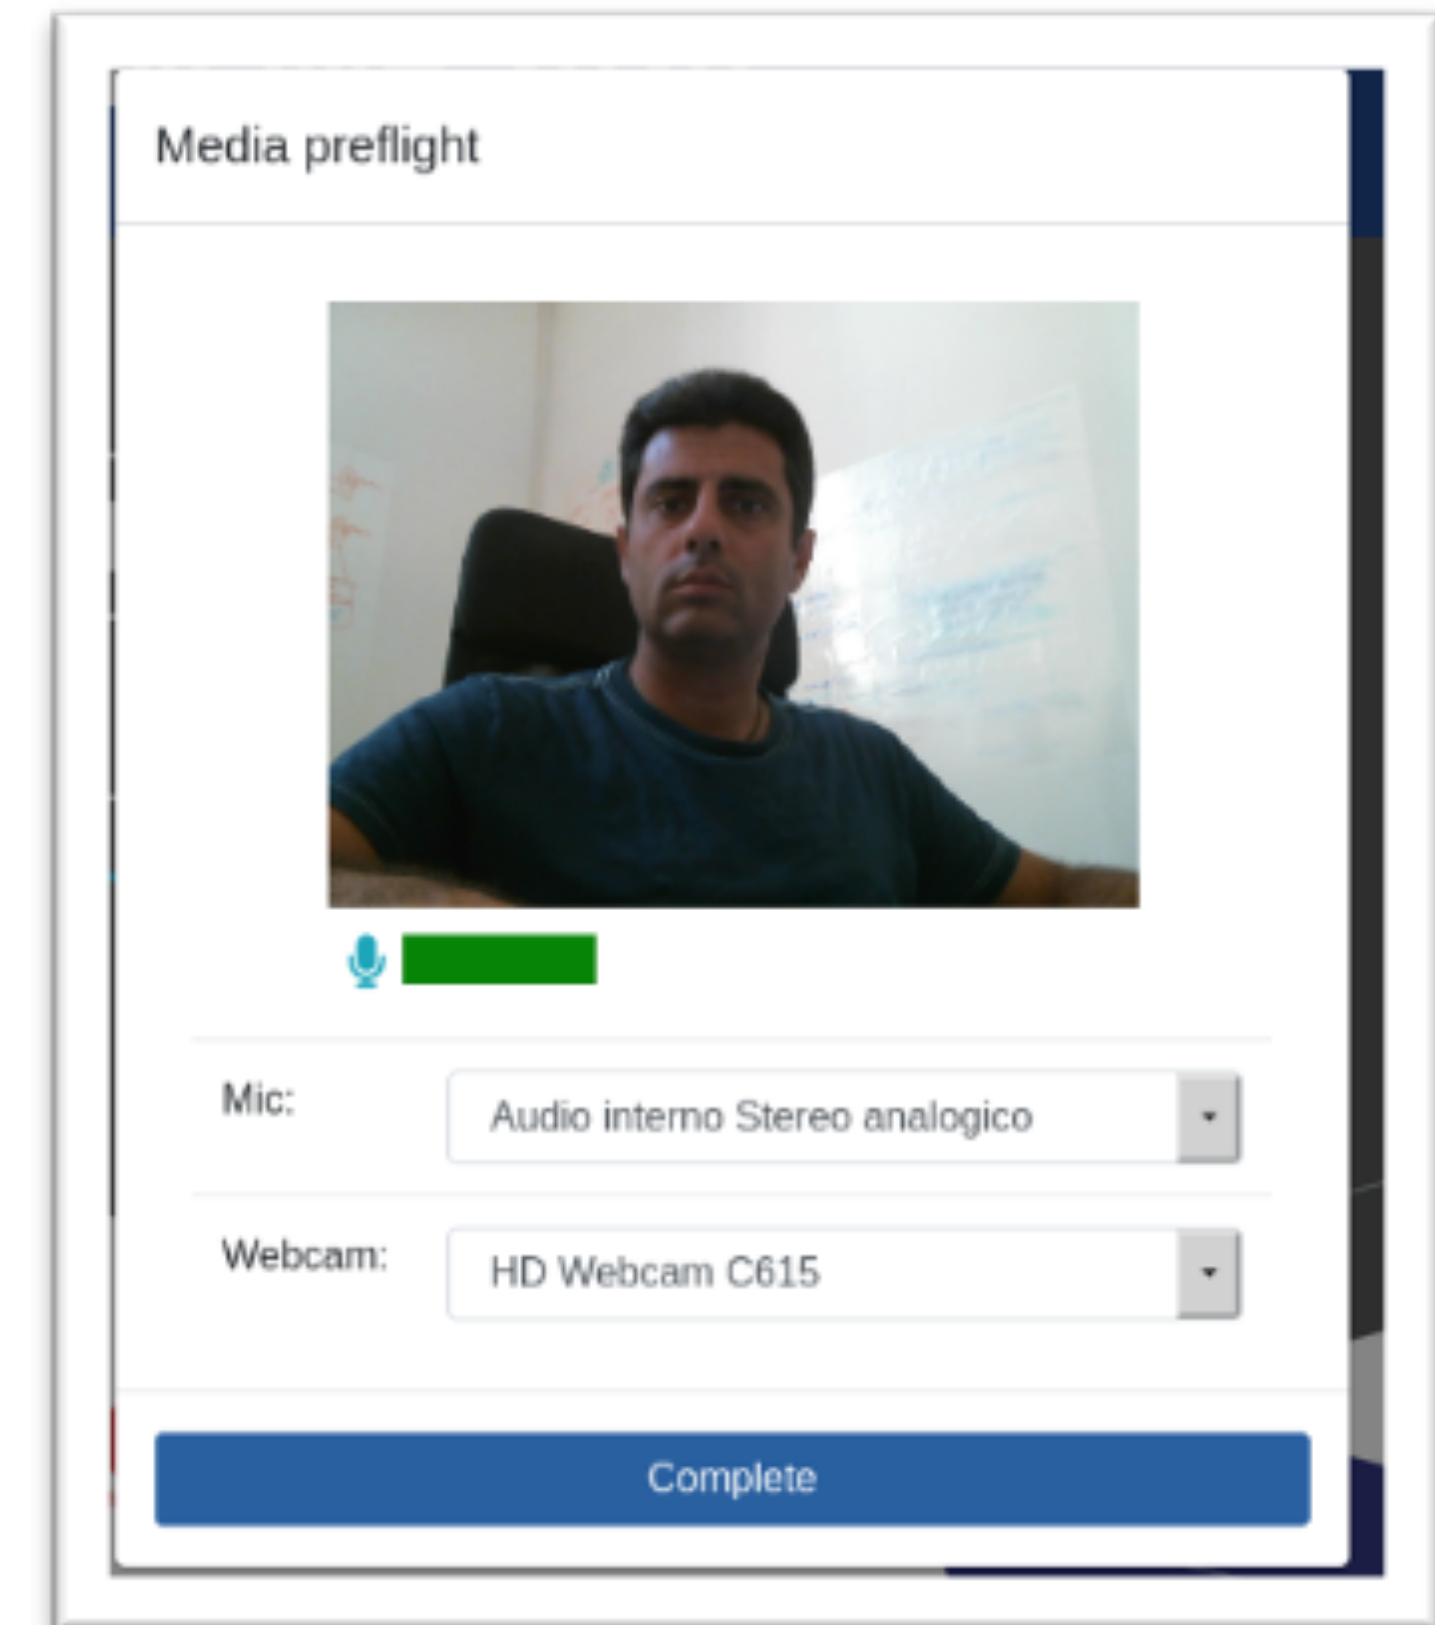 Media preflight
Mic:
Audio interno Stereo analogico
Webcam:
HD Webcam C615
Complete